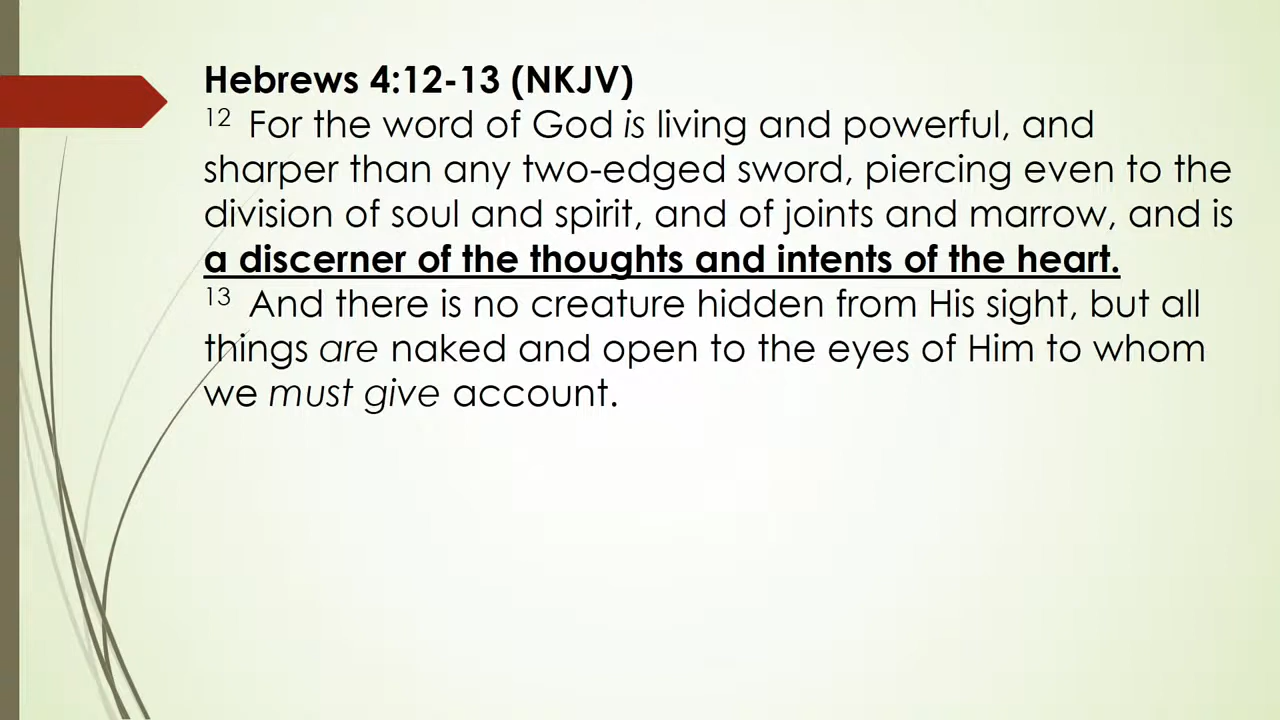 Hebrews 4:12-13 (NKJV)
12 For the word of God is living and powerful, and
sharper than any two-edged sword, piercing even to the
division of soul and spirit, and of joints and marrow, and is
a discerner of the thoughts and intents of the heart.
13 And there is no creature hidden from His sight, but all
things are naked and open to the eyes of Him to whom
we must give account.